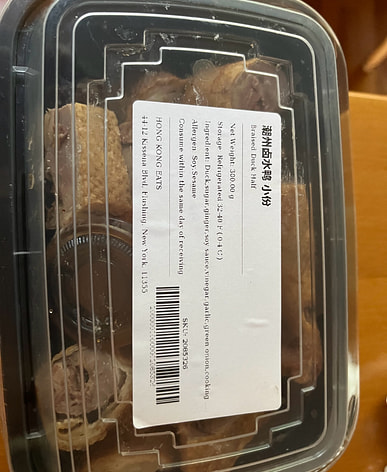 潮州卤水鸭 小份
Braised Duck Half
Net Weight: 300.00 g
Storage: Refrigerated 32-40 F ( 0-4 C)
Ingredient: Duck,sugar,ginger,soy sauce,vinegar,garlic,green onion,cooking
Allergen: Soy,Sesame
Consume within the same day of receiving
SKU: 2085326
HONG KONG EATS
44-12 Kissena Blvd, Flushing, New York, 11355